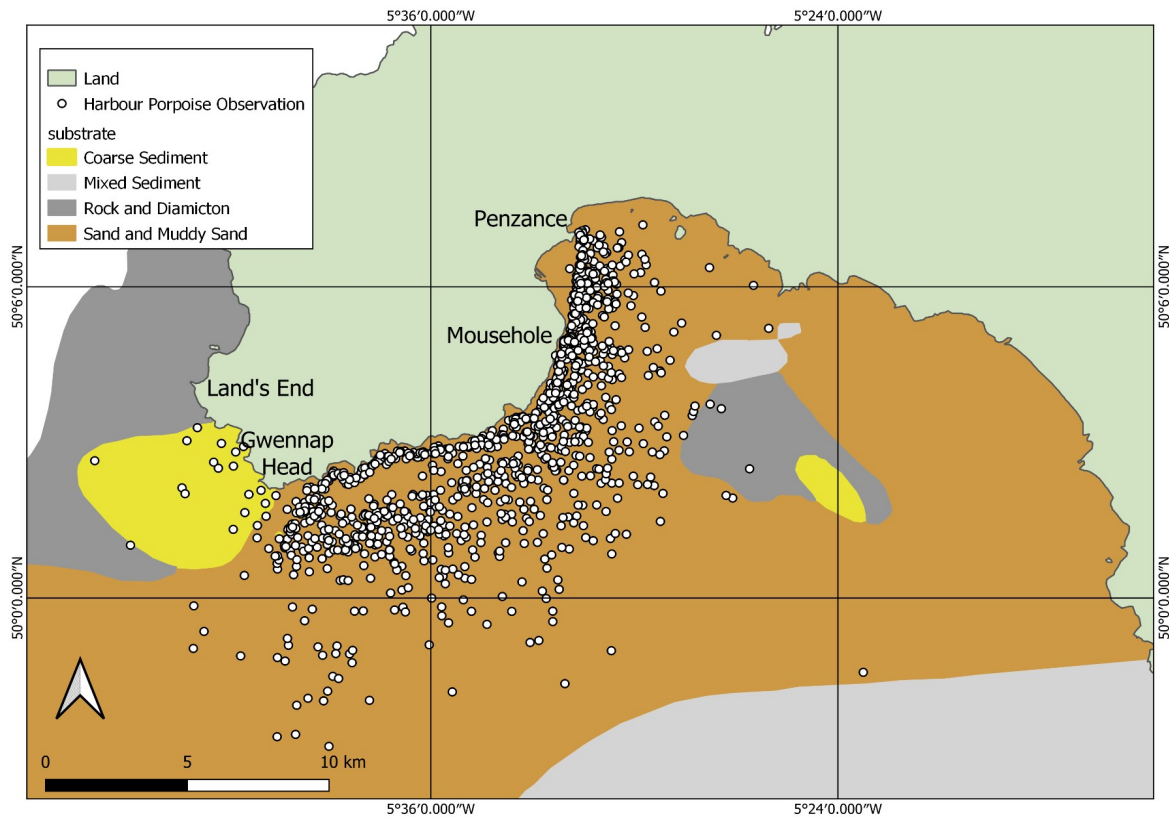 5°36′0.000″W
5°24′0.000″W
Land
Harbour Porpoise Observation
substrate
Coarse Sediment
Mixed Sediment
Rock and Diamicton
Sand and Muddy Sand
Penzance
50°6′0.000″N
50°6′0.000″N
Mousehole
Land's End
Gwennap
Head
50°0′0.000″N
50°0′0.000″N
0
5
10 km
5°36′0.000″W
5°24′0.000″W